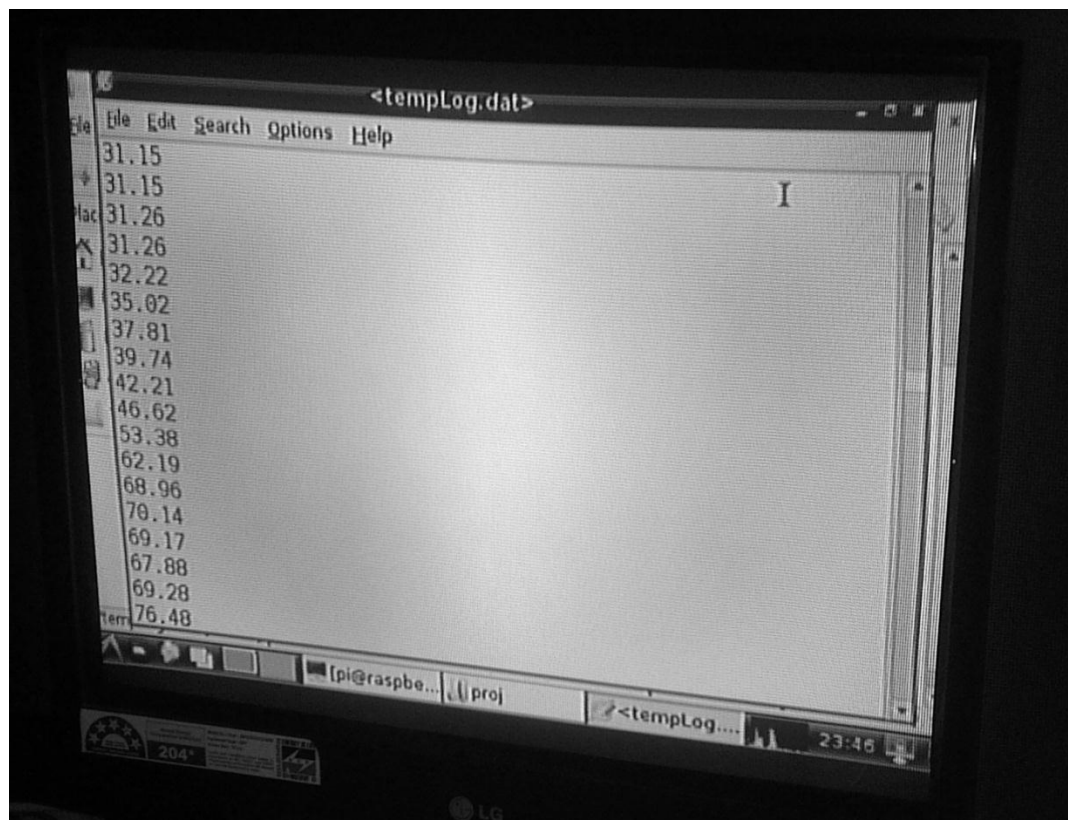 <tempLog.dat>
File
File Edit Search Options Help
31.15
31.15
31.26
31.26
32.22
35.02
37.81
39.74
42.21
46.62
53.38
62.19
68.96
70.14
69.17
67.88
69.28
76.48
[pi@raspbe...
proj
<tempLog....
23:46
204*
LG